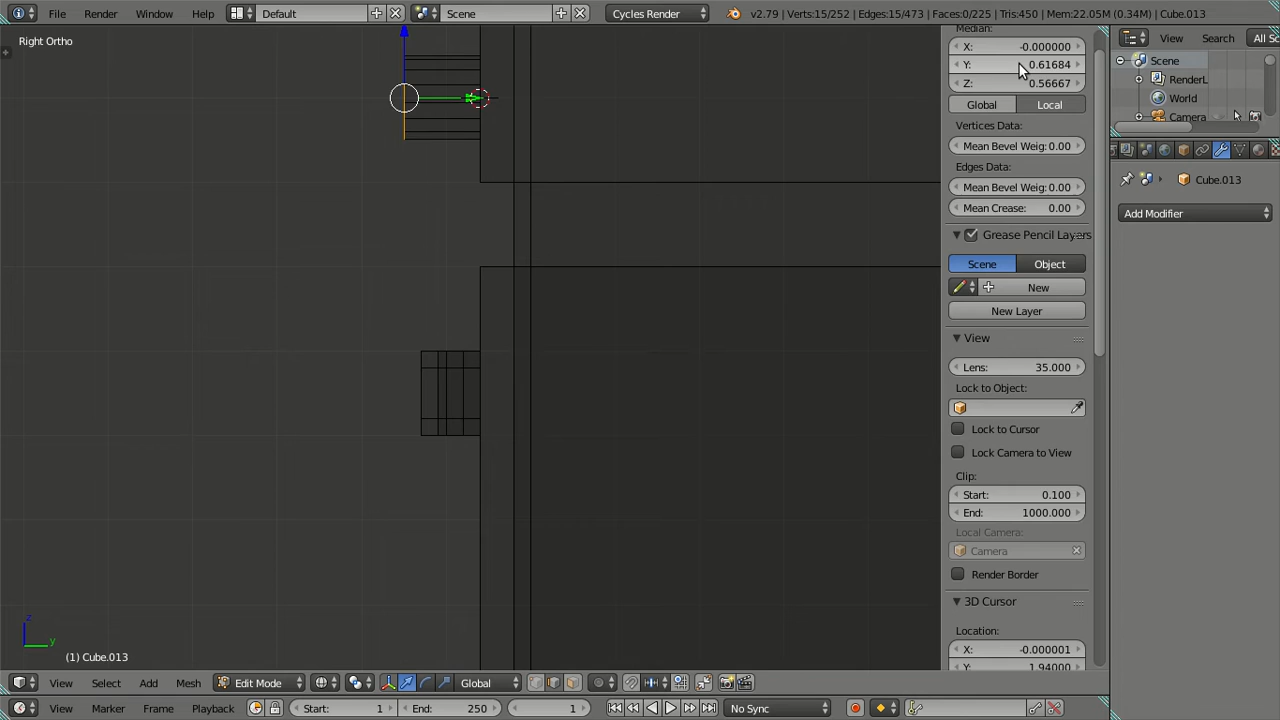 File Render Window Help Default Scene Cycles Render v2.79 | Verts:15/252 | Edges:15/473 | Faces:0/225 | Tris:450 | Mem:22.05M (0.34M) | Cube.013
Right Ortho
Median:
X: -0.000000
Y: 0.61684
Z: 0.56667
Global Local
Vertices Data:
Mean Bevel Weig: 0.00
Edges Data:
Mean Bevel Weig: 0.00
Mean Crease: 0.00
Grease Pencil Layers
Scene Object
New
New Layer
View
Lens: 35.000
Lock to Object:
Lock to Cursor
Lock Camera to View
Clip:
Start: 0.100
End: 1000.000
Local Camera:
Camera
Render Border
3D Cursor
Location:
X: -0.000001
Y: 1.94000
View Search All Sc
Scene
RenderL
World
Camera
Cube.013
Add Modifier
z
y
(1) Cube.013
View Select Add Mesh Edit Mode Global
View Marker Frame Playback Start: 1 End: 250 1 No Sync